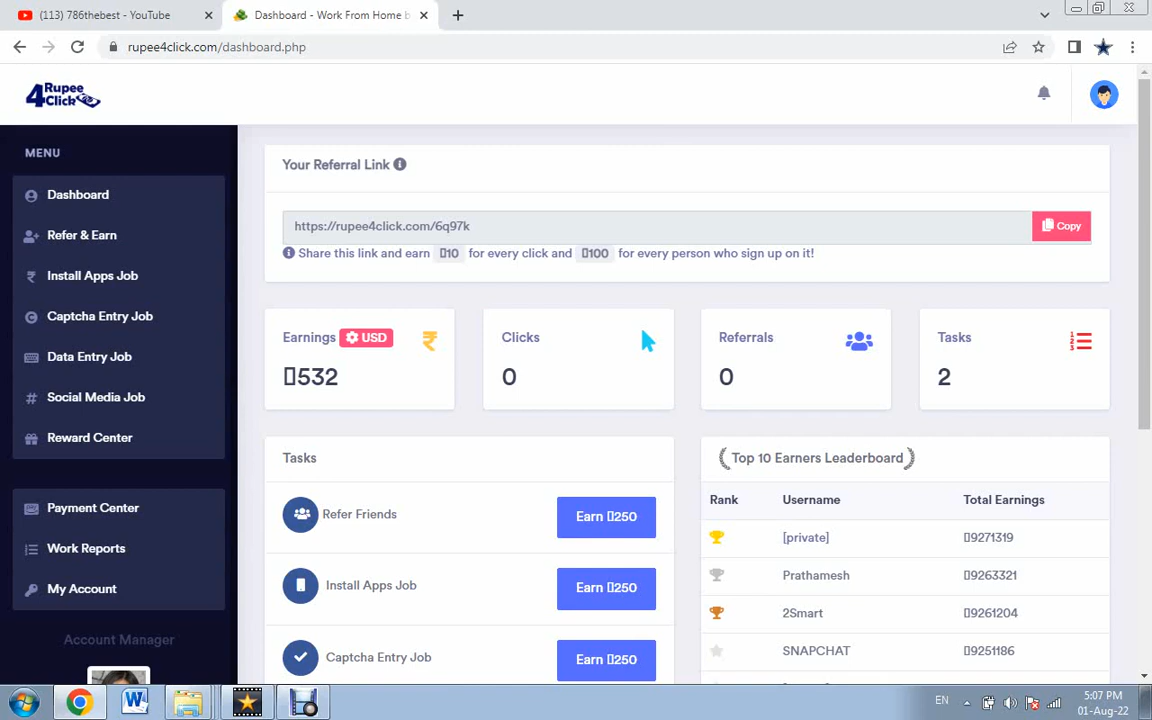 (113) 786thebest - YouTube
Dashboard - Work From Home b
rupee4click.com/dashboard.php
4 Rupee Click
MENU
Dashboard
Refer & Earn
Install Apps Job
Captcha Entry Job
Data Entry Job
Social Media Job
Reward Center
Payment Center
Work Reports
My Account
Account Manager
Your Referral Link
https://rupee4click.com/6q97k
Copy
Share this link and earn ▯10 for every click and ▯100 for every person who sign up on it!
Earnings USD
▯532
Clicks
0
Referrals
0
Tasks
2
Tasks
Refer Friends
Earn ▯250
Install Apps Job
Earn ▯250
Captcha Entry Job
Earn ▯250
Top 10 Earners Leaderboard
Rank Username Total Earnings
[private] ▯9271319
Prathamesh ▯9263321
2Smart ▯9261204
SNAPCHAT ▯9251186
EN
5:07 PM
01-Aug-22